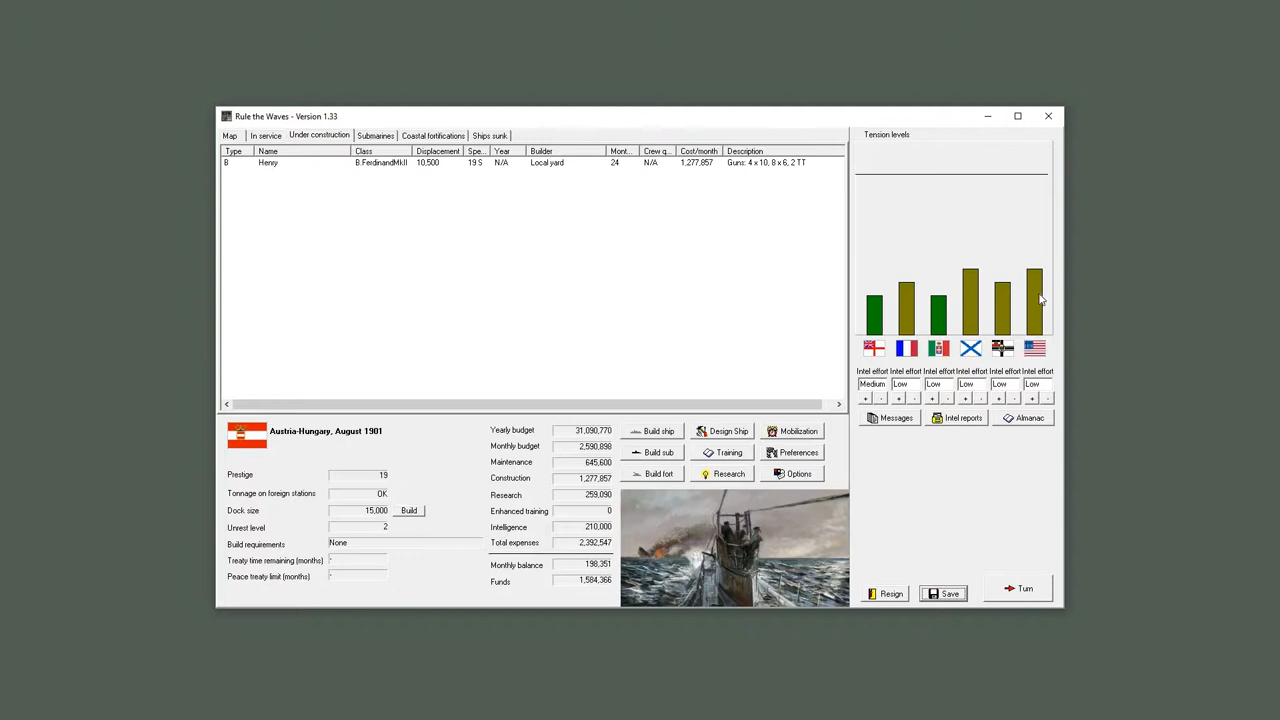 Rule the Waves - Version 1.33
Map In service Under construction Submarines Coastal fortifications Ships sunk
Type Name Class Displacement Spe... Year Builder Mont... Crew q... Cost/month Description
B Henry B.FerdinandMkII 10,500 19 S N/A Local yard 24 N/A 1,277,857 Guns: 4 x 10, 8 x 6, 2 TT
Tension levels
Intel effort Intel effort Intel effort Intel effort Intel effort Intel effort
Medium Low Low Low Low Low
+ - + - + - + - + - + -
Messages Intel reports Almanac
Austria-Hungary, August 1901
Prestige 19
Tonnage on foreign stations OK
Dock size 15,000 Build
Unrest level 2
Build requirements None
Treaty time remaining (months) -
Peace treaty limit (months) -
Yearly budget 31,090,770
Monthly budget 2,590,898
Maintenance 645,600
Construction 1,277,857
Research 259,090
Enhanced training 0
Intelligence 210,000
Total expenses 2,392,547
Monthly balance 198,351
Funds 1,584,366
Build ship Design Ship Mobilization
Build sub Training Preferences
Build fort Research Options
Resign Save Turn